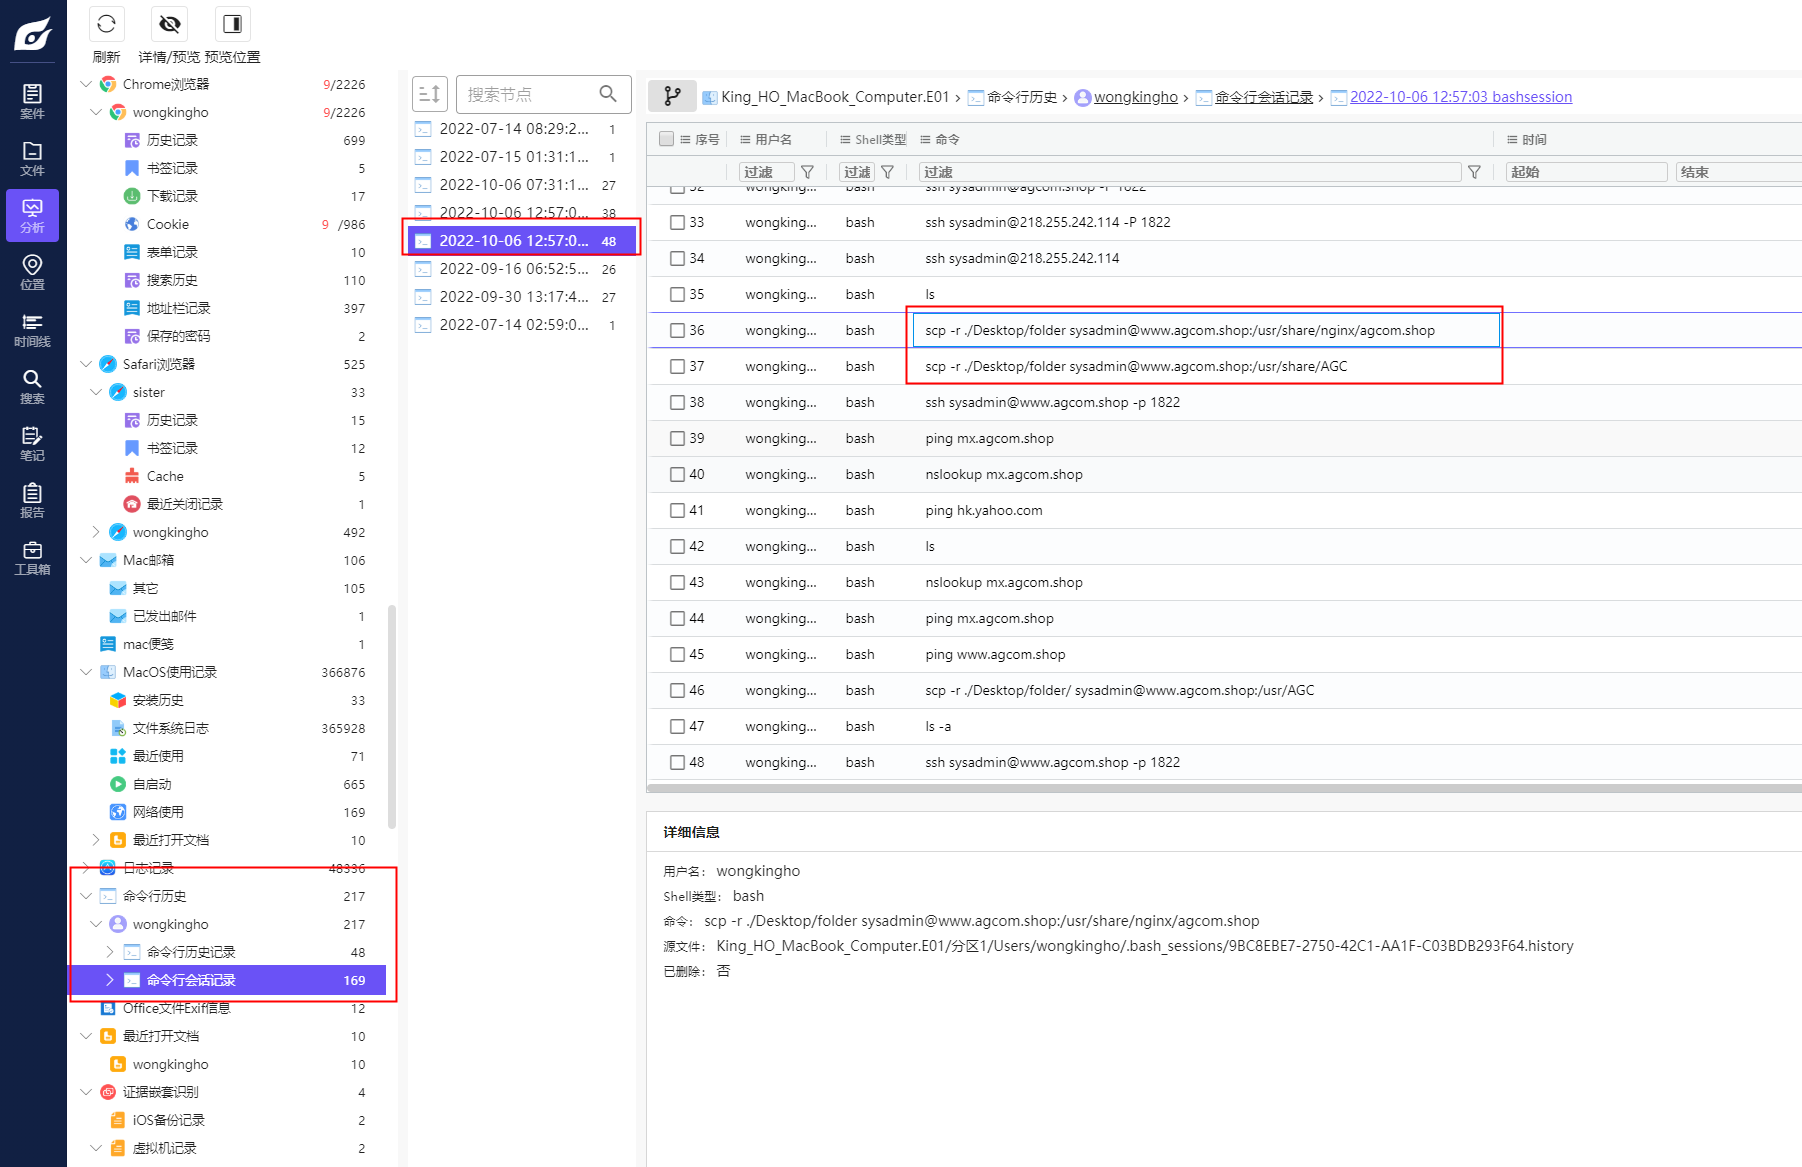 刷新
详情/预览
预览位置
案件
文件
分析
位置
时间线
搜索
笔记
报告
工具箱
Chrome浏览器 9/2226
wongkingho 9/2226
历史记录 699
书签记录 5
下载记录 17
Cookie 9 /986
表单记录 10
搜索历史 110
地址栏记录 397
保存的密码 2
Safari浏览器 525
sister 33
历史记录 15
书签记录 12
Cache 5
最近关闭记录 1
wongkingho 492
Mac邮箱 106
其它 105
已发出邮件 1
mac便笺 1
MacOS使用记录 366876
安装历史 33
文件系统日志 365928
最近使用 71
自启动 665
网络使用 169
最近打开文档 10
日志记录 48336
命令行历史 217
wongkingho 217
命令行历史记录 48
命令行会话记录 169
Office文件Exif信息 12
最近打开文档 10
wongkingho 10
证据嵌套识别 4
iOS备份记录 2
虚拟机记录 2
搜索节点
2022-07-14 08:29:2... 1
2022-07-15 01:31:1... 1
2022-10-06 07:31:1... 27
2022-10-06 12:57:0... 38
2022-10-06 12:57:0... 48
2022-09-16 06:52:5... 26
2022-09-30 13:17:4... 27
2022-07-14 02:59:0... 1
King_HO_MacBook_Computer.E01 › 命令行历史 › wongkingho › 命令行会话记录 › 2022-10-06 12:57:03 bashsession
序号 用户名 Shell类型 命令 时间
过滤 过滤 过滤 起始 结束
32 wongking... bash ssh sysadmin@agcom.shop -P 1822
33 wongking... bash ssh sysadmin@218.255.242.114 -P 1822
34 wongking... bash ssh sysadmin@218.255.242.114
35 wongking... bash ls
36 wongking... bash scp -r ./Desktop/folder sysadmin@www.agcom.shop:/usr/share/nginx/agcom.shop
37 wongking... bash scp -r ./Desktop/folder sysadmin@www.agcom.shop:/usr/share/AGC
38 wongking... bash ssh sysadmin@www.agcom.shop -p 1822
39 wongking... bash ping mx.agcom.shop
40 wongking... bash nslookup mx.agcom.shop
41 wongking... bash ping hk.yahoo.com
42 wongking... bash ls
43 wongking... bash nslookup mx.agcom.shop
44 wongking... bash ping mx.agcom.shop
45 wongking... bash ping www.agcom.shop
46 wongking... bash scp -r ./Desktop/folder/ sysadmin@www.agcom.shop:/usr/AGC
47 wongking... bash ls -a
48 wongking... bash ssh sysadmin@www.agcom.shop -p 1822
详细信息
用户名： wongkingho
Shell类型： bash
命令： scp -r ./Desktop/folder sysadmin@www.agcom.shop:/usr/share/nginx/agcom.shop
源文件： King_HO_MacBook_Computer.E01/分区1/Users/wongkingho/.bash_sessions/9BC8EBE7-2750-42C1-AA1F-C03BDB293F64.history
已删除： 否